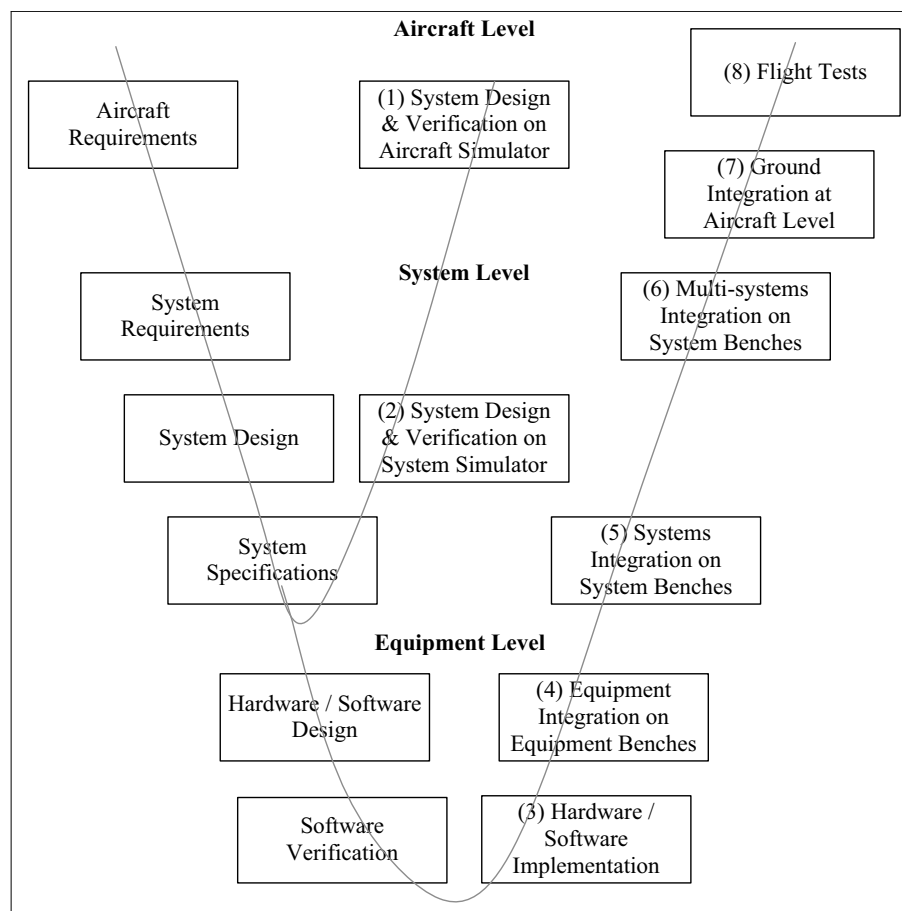 Aircraft Level
(8) Flight Tests
Aircraft
Requirements
(1) System Design
& Verification on
Aircraft Simulator
(7) Ground
Integration at
Aircraft Level
System Level
System
Requirements
(6) Multi-systems
Integration on
System Benches
System Design
(2) System Design
& Verification on
System Simulator
System
Specifications
(5) Systems
Integration on
System Benches
Equipment Level
Hardware / Software
Design
(4) Equipment
Integration on
Equipment Benches
Software
Verification
(3) Hardware /
Software
Implementation